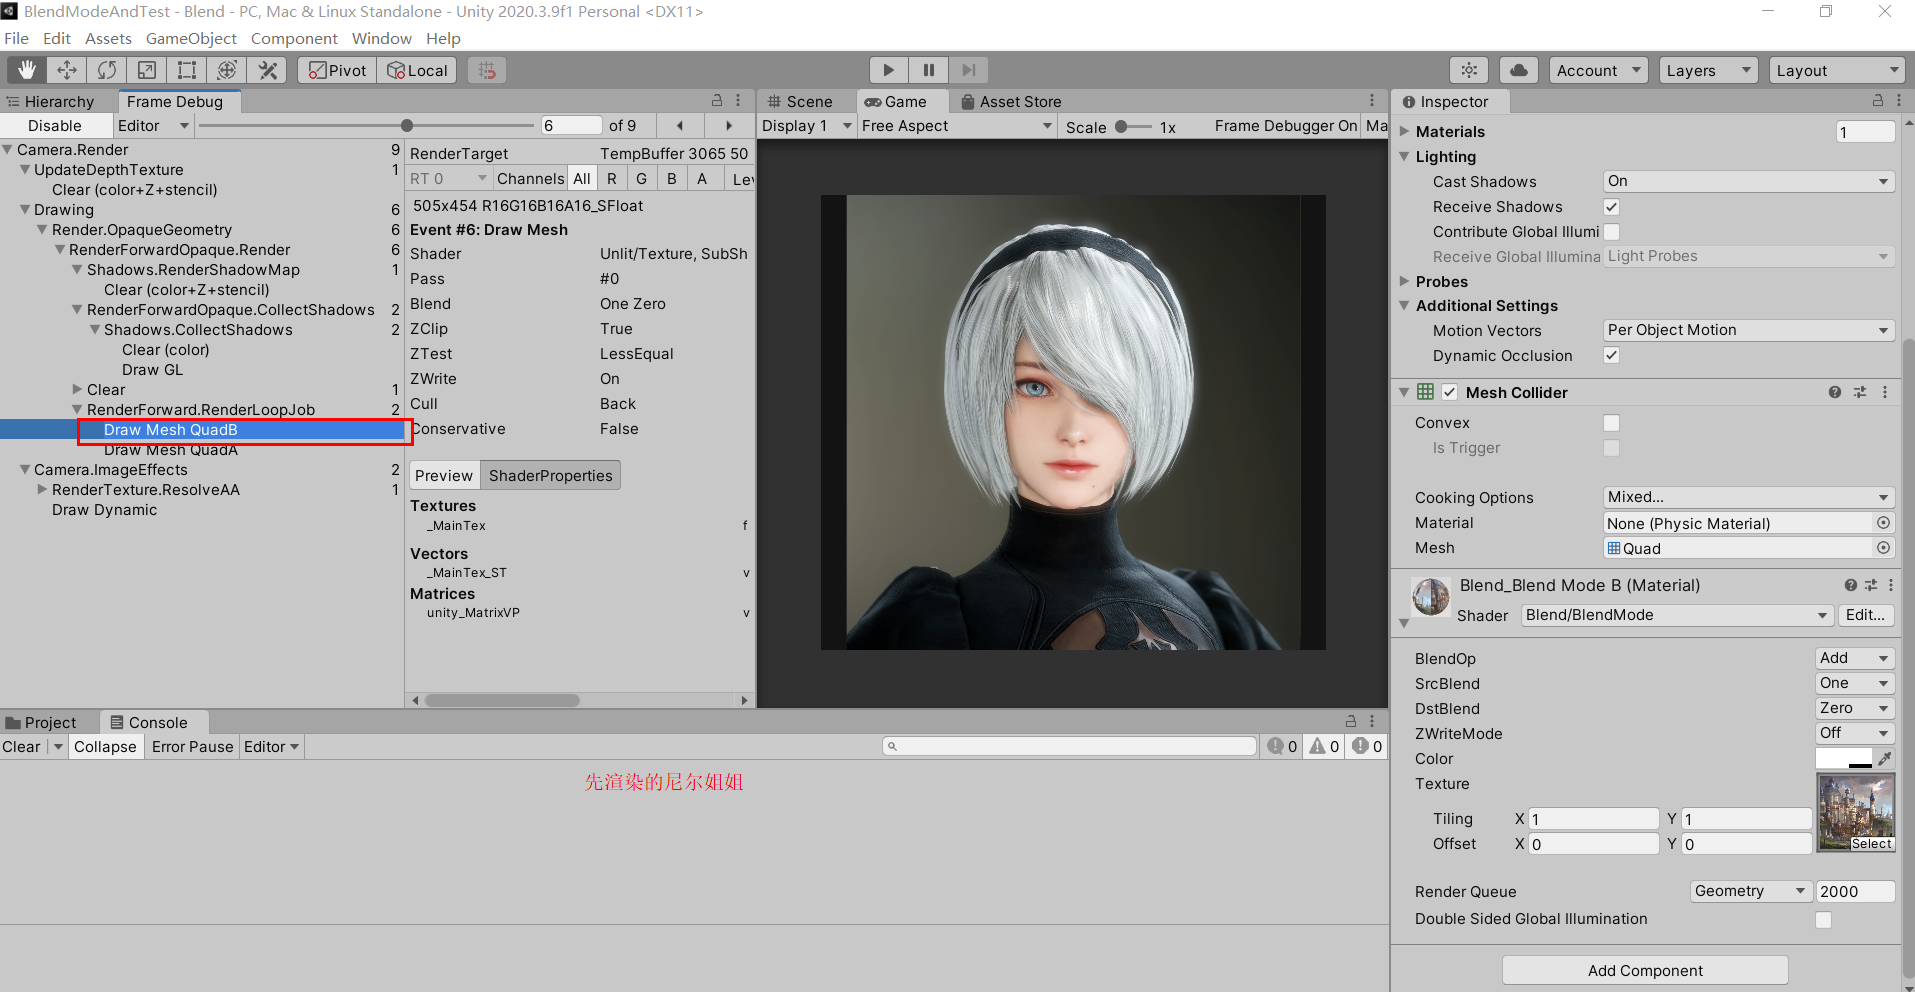 BlendModeAndTest - Blend - PC, Mac & Linux Standalone - Unity 2020.3.9f1 Personal <DX11>
File Edit Assets GameObject Component Window Help
Pivot Local Account Layers Layout
Hierarchy Frame Debug
Disable Editor 6 of 9
Camera.Render 9
UpdateDepthTexture 1
Clear (color+Z+stencil)
Drawing 6
Render.OpaqueGeometry 6
RenderForwardOpaque.Render 6
Shadows.RenderShadowMap 1
Clear (color+Z+stencil)
RenderForwardOpaque.CollectShadows 2
Shadows.CollectShadows 2
Clear (color)
Draw GL
Clear 1
RenderForward.RenderLoopJob 2
Draw Mesh QuadB
Draw Mesh QuadA
Camera.ImageEffects 2
RenderTexture.ResolveAA 1
Draw Dynamic
RenderTarget TempBuffer 3065 50
RT 0 Channels All R G B A Lev
505x454 R16G16B16A16_SFloat
Event #6: Draw Mesh
Shader Unlit/Texture, SubSh
Pass #0
Blend One Zero
ZClip True
ZTest LessEqual
ZWrite On
Cull Back
Conservative False
Preview ShaderProperties
Textures
_MainTex f
Vectors
_MainTex_ST v
Matrices
unity_MatrixVP v
Scene Game Asset Store
Display 1 Free Aspect Scale 1x Frame Debugger On Ma
Inspector
Materials 1
Lighting
Cast Shadows On
Receive Shadows
Contribute Global Illumi
Receive Global Illumina Light Probes
Probes
Additional Settings
Motion Vectors Per Object Motion
Dynamic Occlusion
Mesh Collider
Convex
Is Trigger
Cooking Options Mixed...
Material None (Physic Material)
Mesh Quad
Blend_Blend Mode B (Material)
Shader Blend/BlendMode Edit...
BlendOp Add
SrcBlend One
DstBlend Zero
ZWriteMode Off
Color
Texture
Tiling X 1 Y 1
Offset X 0 Y 0
Select
Render Queue Geometry 2000
Double Sided Global Illumination
Add Component
Project Console
Clear Collapse Error Pause Editor 0 0 0
先渲染的尼尔姐姐